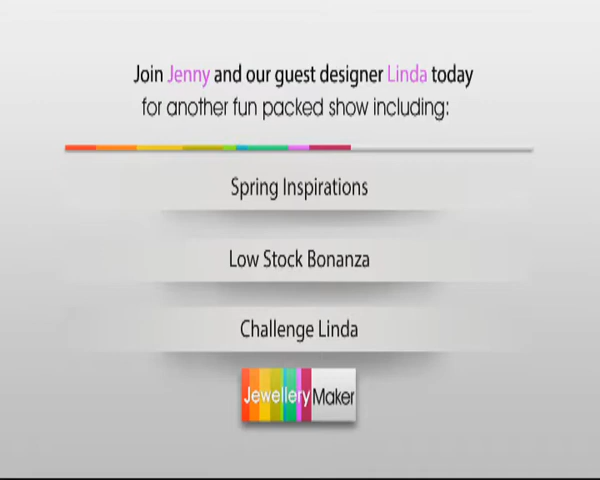 Join Jenny and our guest designer Linda today
for another fun packed show including:
Spring Inspirations
Low Stock Bonanza
Challenge Linda
JewelleryMaker